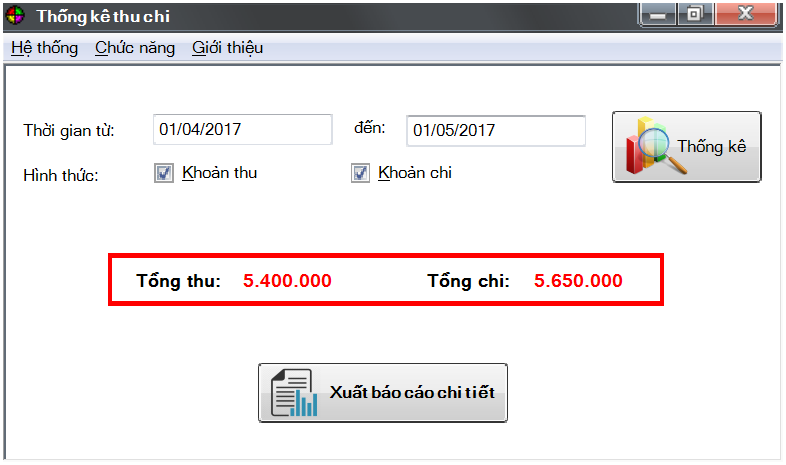 Thống kê thu chi
Hệ thống Chức năng Giới thiệu
Thời gian từ: 01/04/2017 đến: 01/05/2017 Thống kê
Hình thức: Khoản thu Khoản chi
Tổng thu: 5.400.000 Tổng chi: 5.650.000
Xuất báo cáo chi tiết